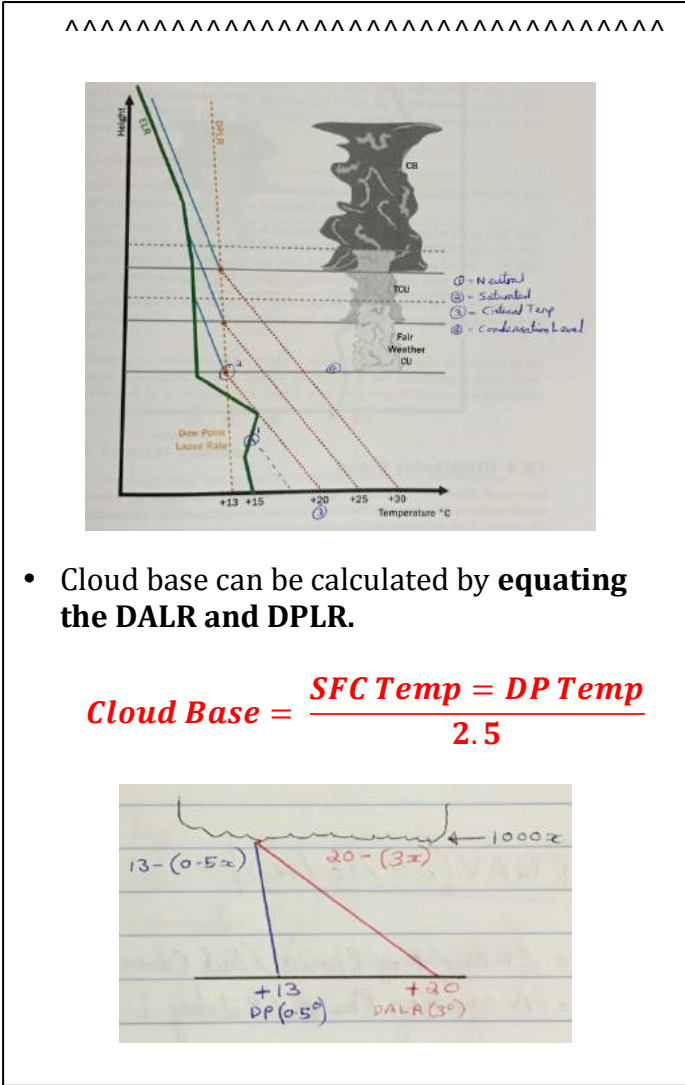 ^^^^^^^^^^^^^^^^^^^^^^^^^^^^^^^^^^
Height
ELR
DPLR
CB
TCU
Fair
Weather
CU
① - Neutral
② - Saturated
③ - Critical Temp
④ - Condensation Level
2
④
1
Dew Point
Lapse Rate
+13 +15 +20 +25 +30
③
Temperature °C
• Cloud base can be calculated by equating
the DALR and DPLR.
Cloud Base = SFC Temp = DP Temp
2.5
1000x
13-(0.5x) 20-(3x)
+13 +20
DP(0.5°) DALR(3°)